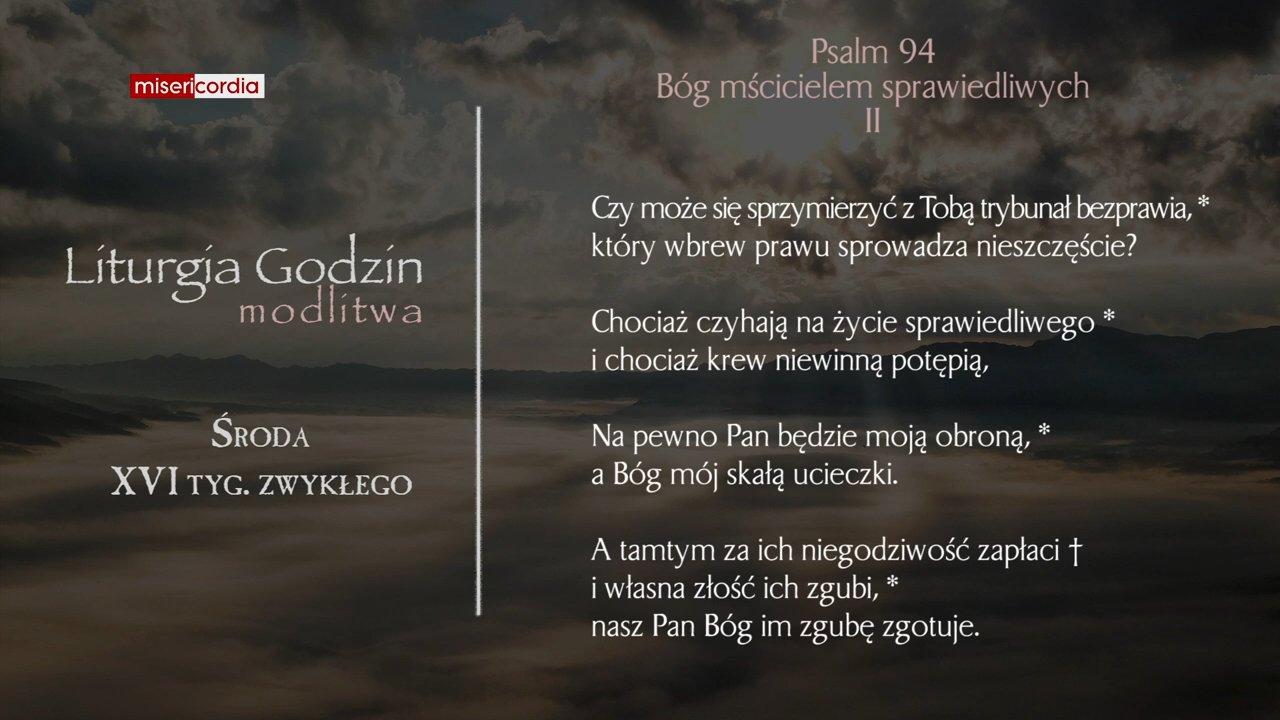 misericordia
Liturgia Godzin
modlitwa
Środa
XVI tyg. zwykłego
Psalm 94
Bóg mścicielem sprawiedliwych
II
Czy może się sprzymierzyć z Tobą trybunał bezprawia, *
który wbrew prawu sprowadza nieszczęście?
Chociaż czyhają na życie sprawiedliwego *
i chociaż krew niewinną potępią,
Na pewno Pan będzie moją obroną, *
a Bóg mój skałą ucieczki.
A tamtym za ich niegodziwość zapłaci †
i własna złość ich zgubi, *
nasz Pan Bóg im zgubę zgotuje.